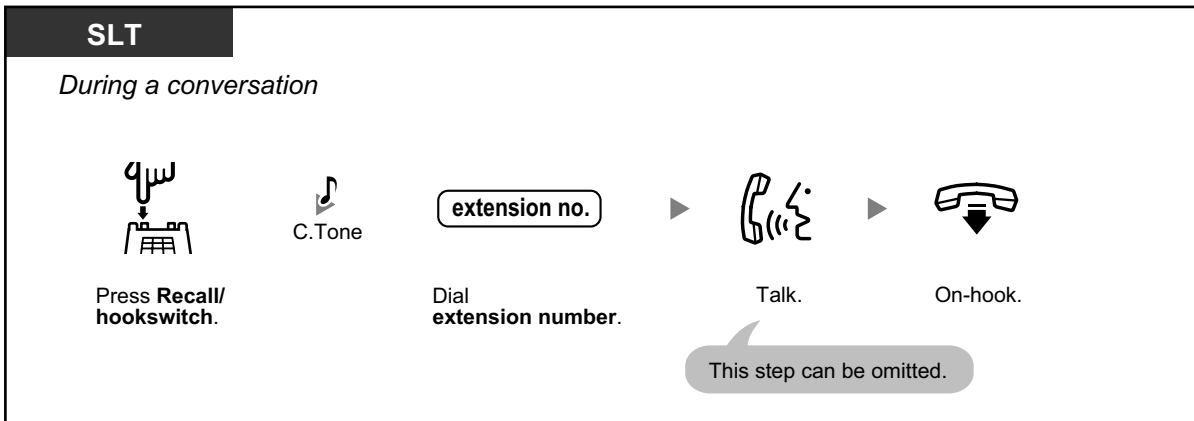 SLT
During a conversation
C.Tone
extension no.
Press Recall/
hookswitch.
Dial
extension number.
Talk.
On-hook.
This step can be omitted.